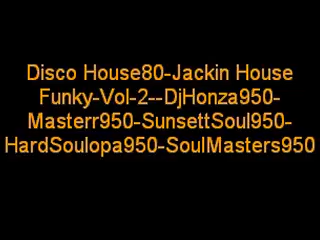 Disco House80-Jackin House
Funky-Vol-2--DjHonza950-
Masterr950-SunsettSoul950-
HardSoulopa950-SoulMasters950